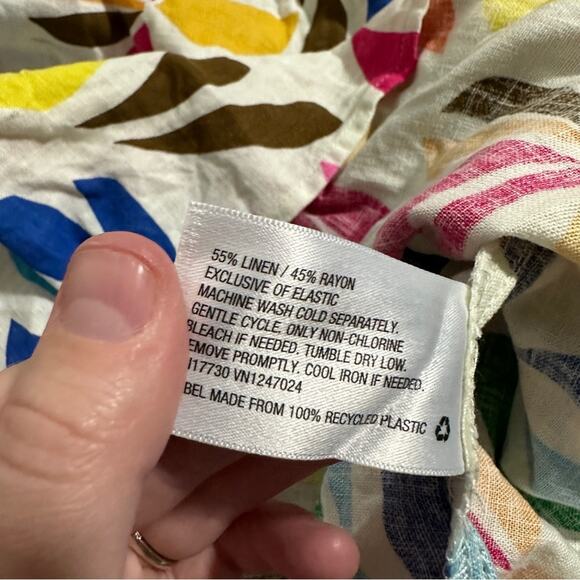 55% LINEN / 45% RAYON
EXCLUSIVE OF ELASTIC
MACHINE WASH COLD SEPARATELY.
GENTLE CYCLE. ONLY NON-CHLORINE
BLEACH IF NEEDED. TUMBLE DRY LOW.
EMOVE PROMPTLY. COOL IRON IF NEEDED.
17730 VN1247024
BEL MADE FROM 100% RECYCLED PLASTIC